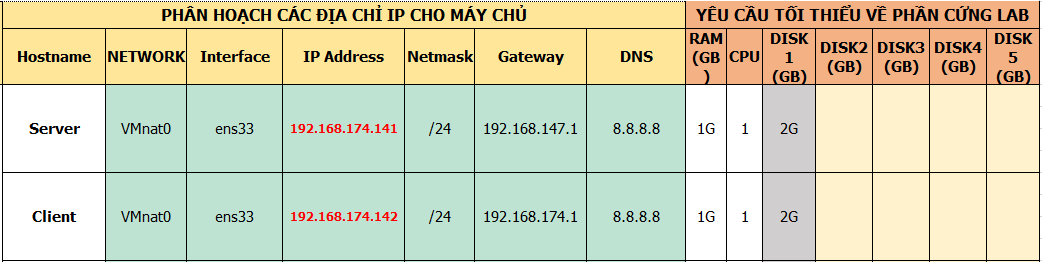 PHÂN HOẠCH CÁC ĐỊA CHỈ IP CHO MÁY CHỦ YÊU CẦU TỐI THIỂU VỀ PHẦN CỨNG LAB
Hostname NETWORK Interface IP Address Netmask Gateway DNS RAM (GB ) CPU DISK 1 (GB) DISK2 (GB) DISK3 (GB) DISK4 (GB) DISK 5 (GB)
Server VMnat0 ens33 192.168.174.141 /24 192.168.147.1 8.8.8.8 1G 1 2G
Client VMnat0 ens33 192.168.174.142 /24 192.168.174.1 8.8.8.8 1G 1 2G